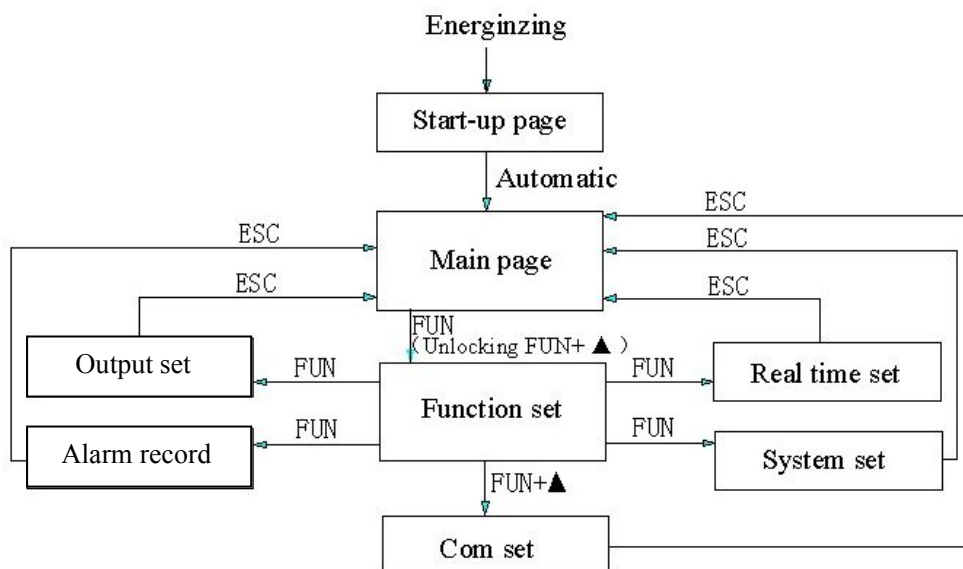 Energinzing
Start-up page
Automatic
ESC
ESC
ESC
Main page
ESC
ESC
FUN
(Unlocking FUN+ ▲ )
Output set
FUN
FUN
Real time set
Function set
Alarm record
FUN
FUN
System set
FUN+▲
Com set